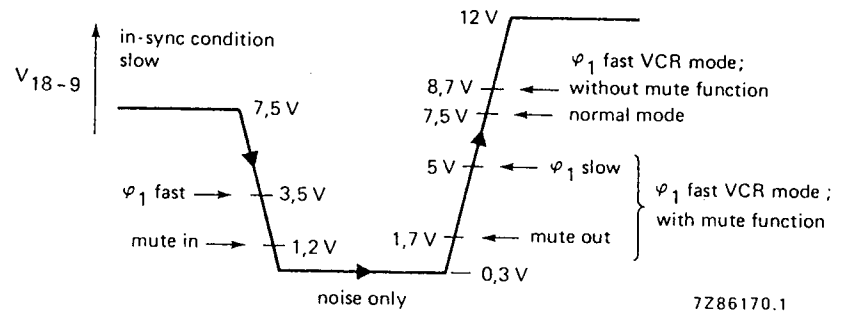 12 V
in-sync condition
slow
V 18-9
φ1 fast VCR mode;
8,7 V
without mute function
7,5 V
7,5 V
normal mode
5 V
φ1 slow
φ1 fast
3,5 V
φ1 fast VCR mode ;
with mute function
mute in
1,2 V
1,7 V
mute out
0,3 V
noise only
7Z86170.1